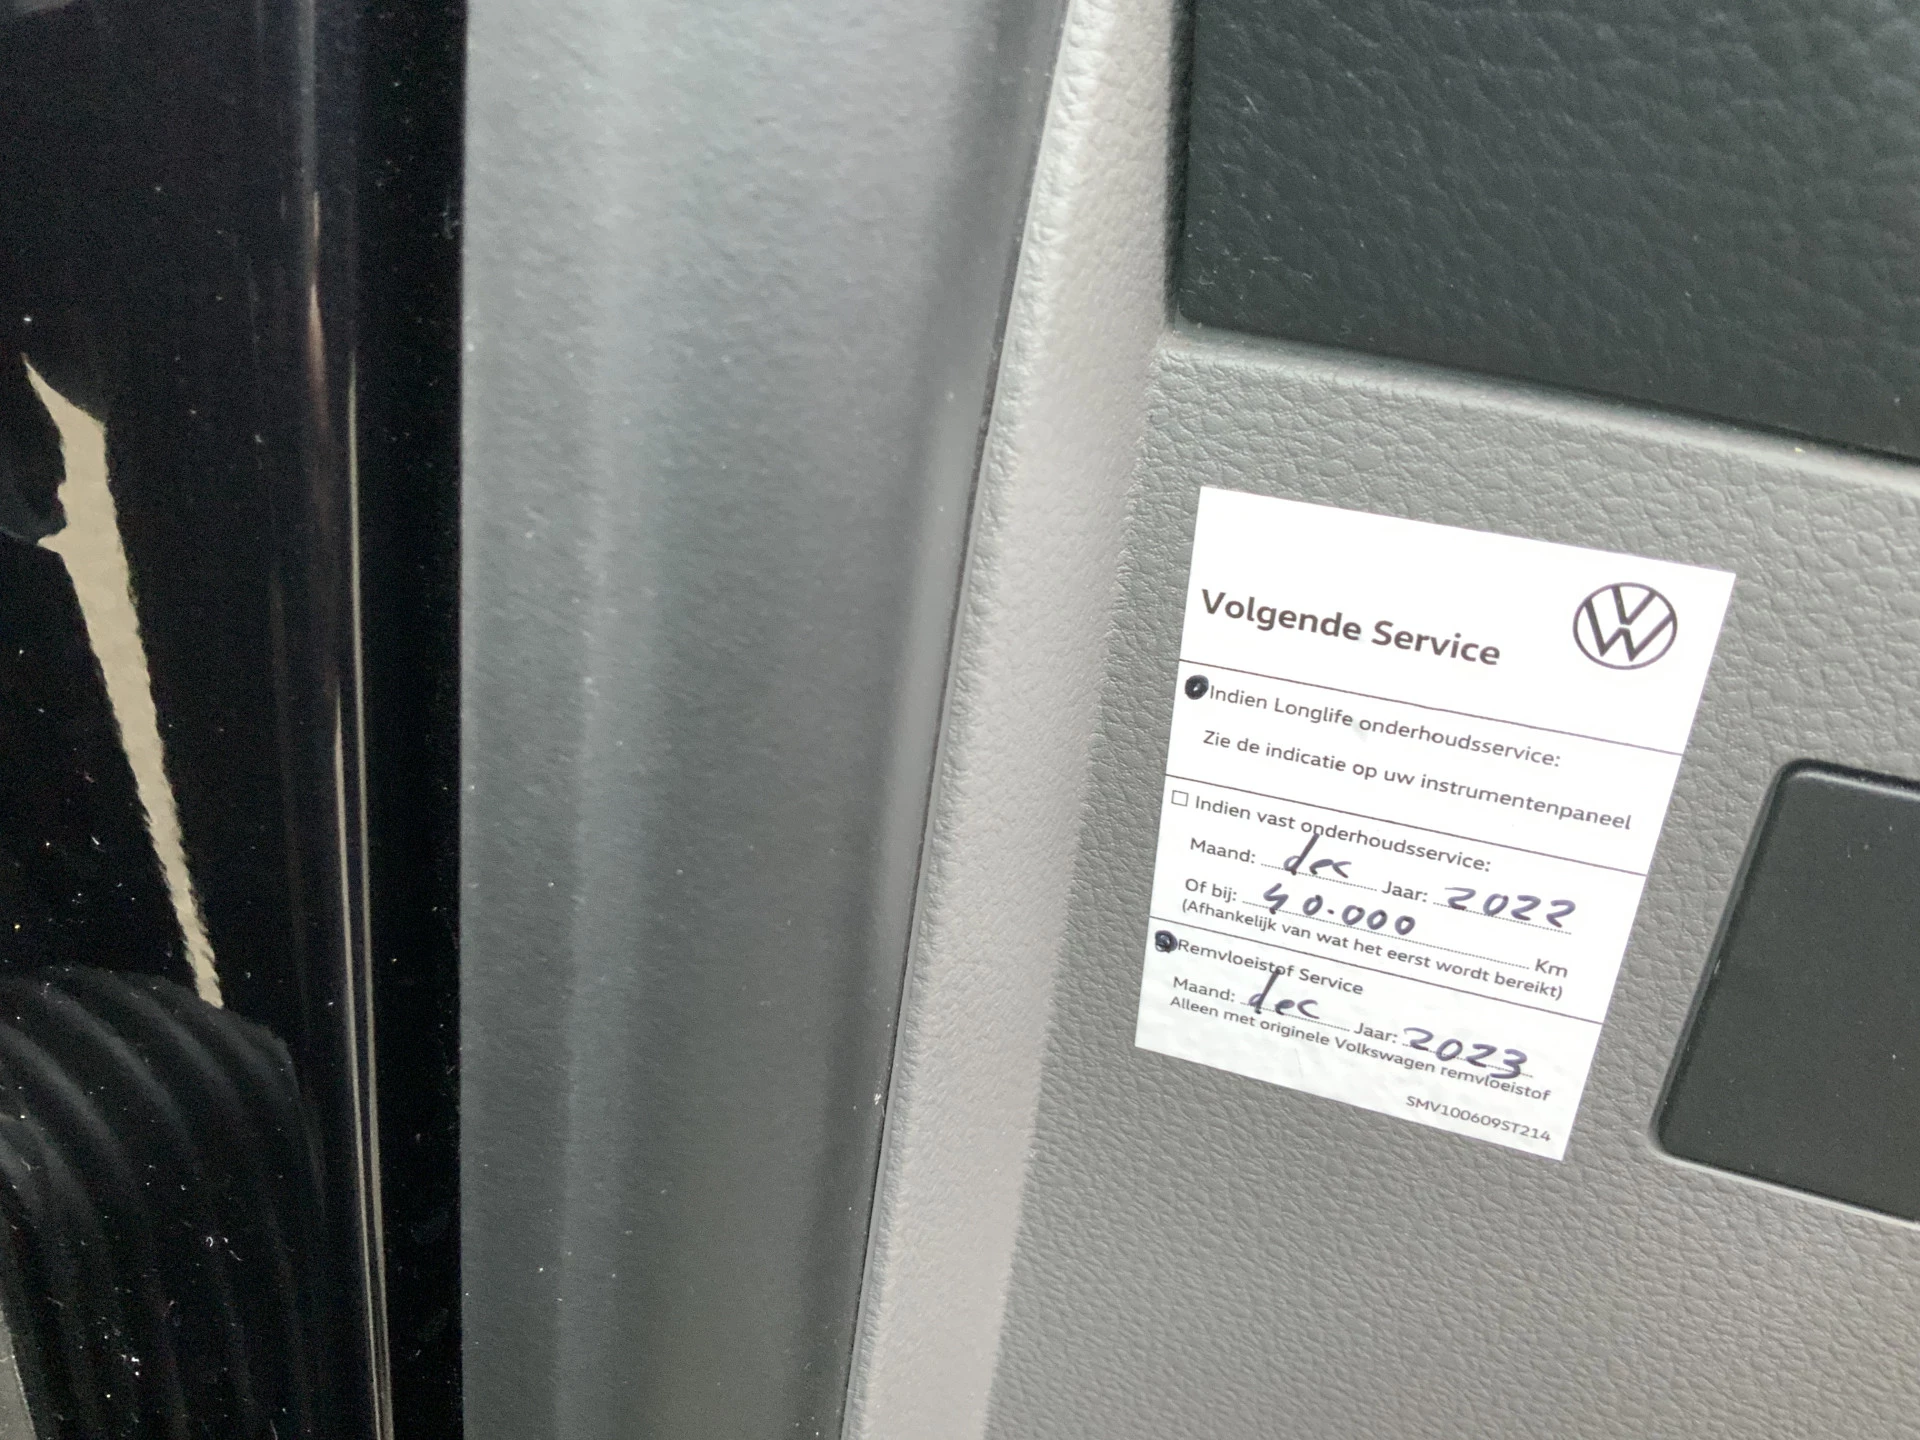 Volgende Service
Indien Longlife onderhoudsservice:
Zie de indicatie op uw instrumentenpaneel
Indien vast onderhoudsservice:
Maand: dec Jaar: 2022
Of bij: 40.000 Km
(Afhankelijk van wat het eerst wordt bereikt)
Remvloeistof Service
Maand: dec Jaar: 2023
Alleen met originele Volkswagen remvloeistof
SMV100609ST214